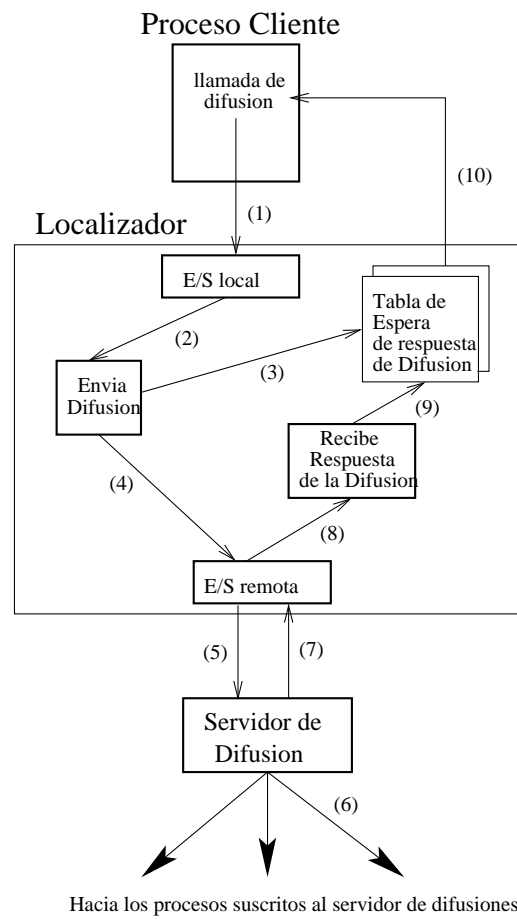 Proceso Cliente
llamada de
difusion
(10)
(1)
Localizador
E/S local
Tabla de
Espera
de respuesta
de Difusion
(2)
(3)
Envia
Difusion
(9)
Recibe
Respuesta
de la Difusion
(4)
(8)
E/S remota
(5)
(7)
Servidor de
Difusion
(6)
Hacia los procesos suscritos al servidor de difusiones